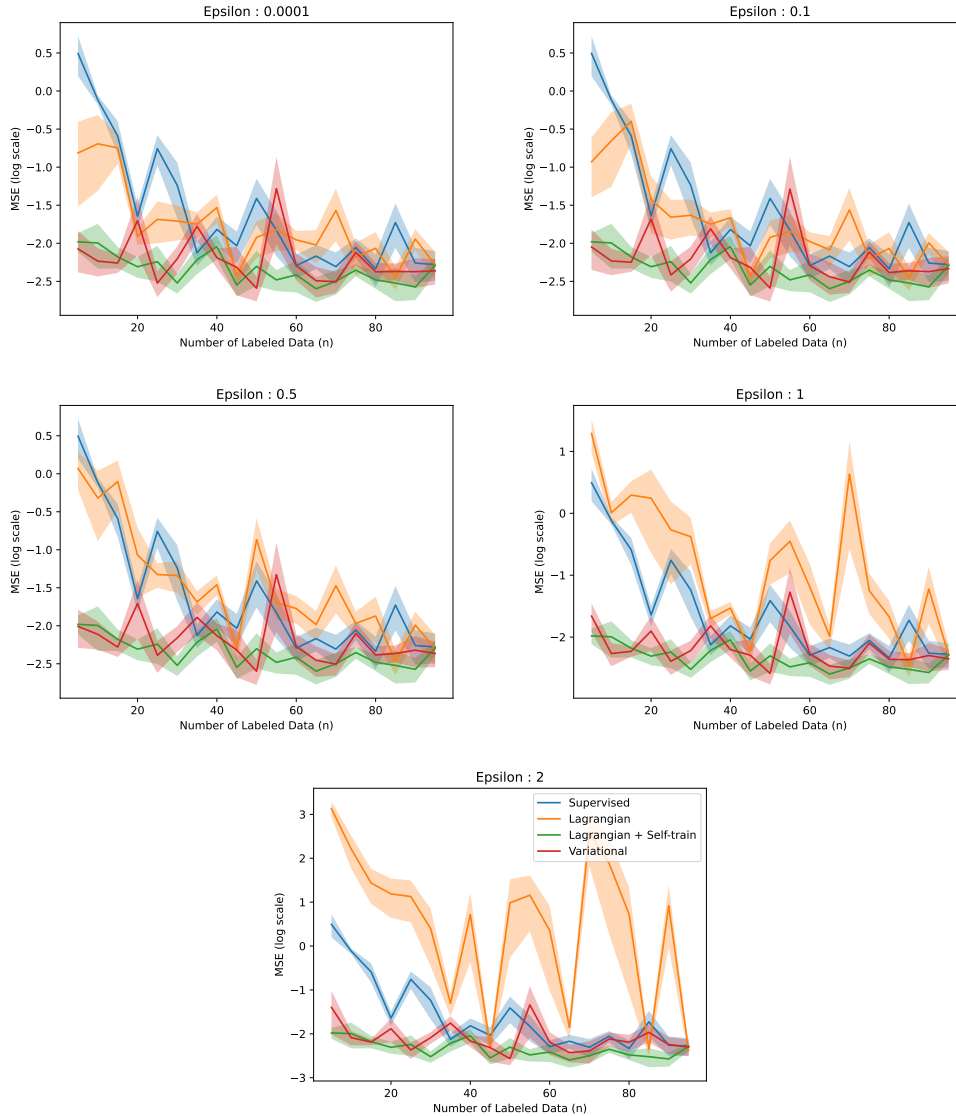 Epsilon : 0.0001
MSE (log scale)
0.5
0.0
−0.5
−1.0
−1.5
−2.0
−2.5
20
40
60
80
Number of Labeled Data (n)
Epsilon : 0.1
MSE (log scale)
0.5
0.0
−0.5
−1.0
−1.5
−2.0
−2.5
20
40
60
80
Number of Labeled Data (n)
Epsilon : 0.5
MSE (log scale)
0.5
0.0
−0.5
−1.0
−1.5
−2.0
−2.5
20
40
60
80
Number of Labeled Data (n)
Epsilon : 1
MSE (log scale)
1
0
−1
−2
20
40
60
80
Number of Labeled Data (n)
Epsilon : 2
MSE (log scale)
3
2
1
0
−1
−2
−3
Supervised
Lagrangian
Lagrangian + Self-train
Variational
20
40
60
80
Number of Labeled Data (n)